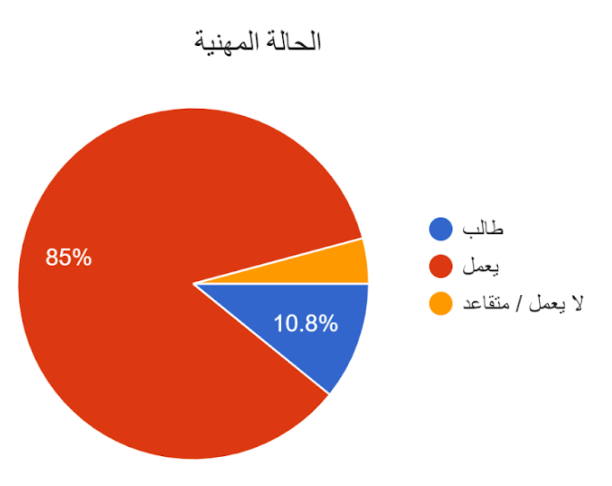 الحالة المهنية
85%
10.8%
طالب
يعمل
لا يعمل / متقاعد